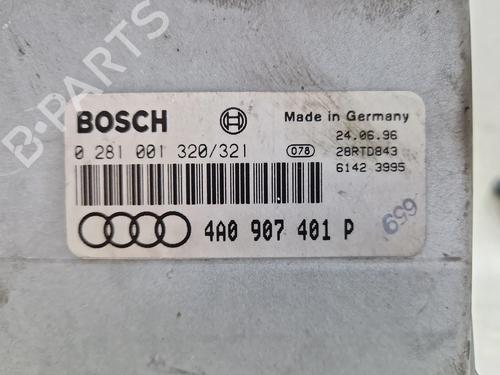 B-PARTS
BOSCH
Made in Germany
24.06.96
0 281 001 320/321
078
28RTD843
6142 3995
4A0 907 401 P
659